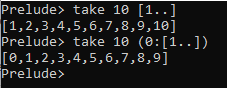 Prelude> take 10 [1..]
[1,2,3,4,5,6,7,8,9,10]
Prelude> take 10 (0:[1..])
[0,1,2,3,4,5,6,7,8,9]
Prelude>